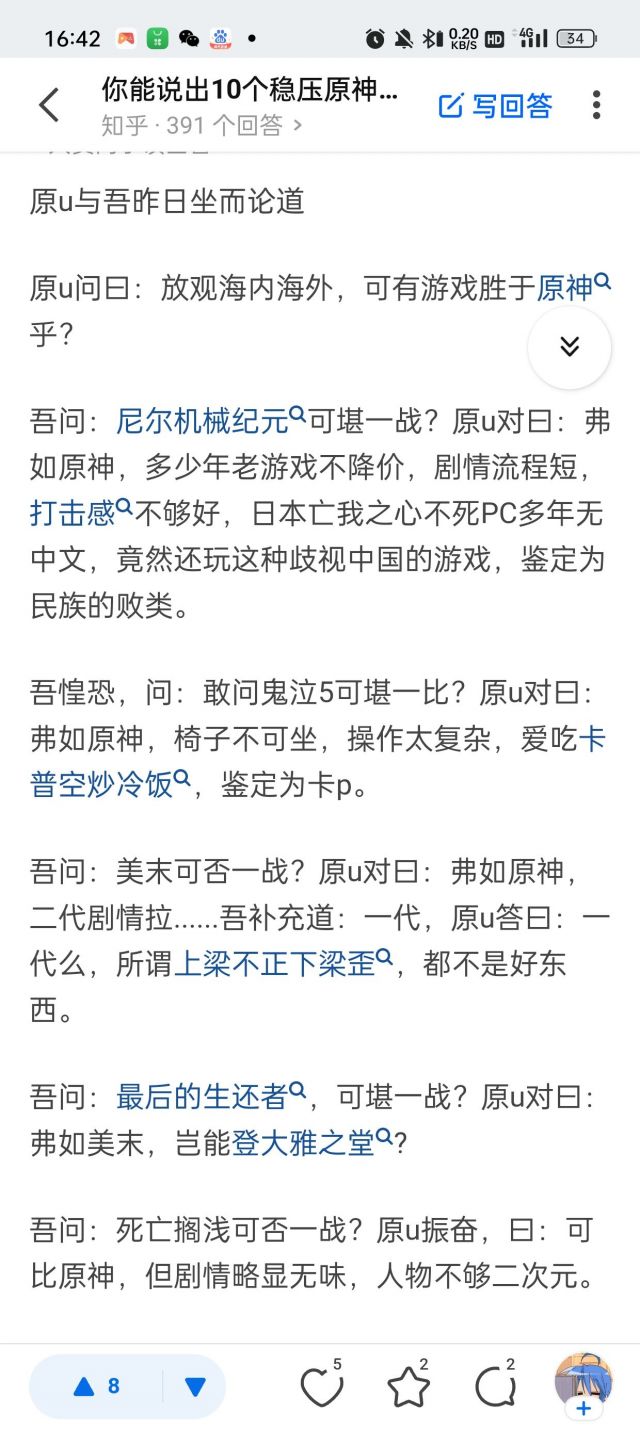 16:42
0.20
KB/S
HD
4G
34
你能说出10个稳压原神...
知乎 · 391 个回答 >
写回答
原u与吾昨日坐而论道
原u问曰：放观海内海外，可有游戏胜于原神
乎？
吾问：尼尔机械纪元可堪一战？原u对曰：弗
如原神，多少年老游戏不降价，剧情流程短，
打击感不够好，日本亡我之心不死PC多年无
中文，竟然还玩这种歧视中国的游戏，鉴定为
民族的败类。
吾惶恐，问：敢问鬼泣5可堪一比？原u对曰：
弗如原神，椅子不可坐，操作太复杂，爱吃卡
普空炒冷饭，鉴定为卡p。
吾问：美末可否一战？原u对曰：弗如原神，
二代剧情拉......吾补充道：一代，原u答曰：一
代么，所谓上梁不正下梁歪，都不是好东
西。
吾问：最后的生还者，可堪一战？原u对曰：
弗如美末，岂能登大雅之堂?
吾问：死亡搁浅可否一战？原u振奋，曰：可
比原神，但剧情略显无味，人物不够二次元。
8
5
2
2